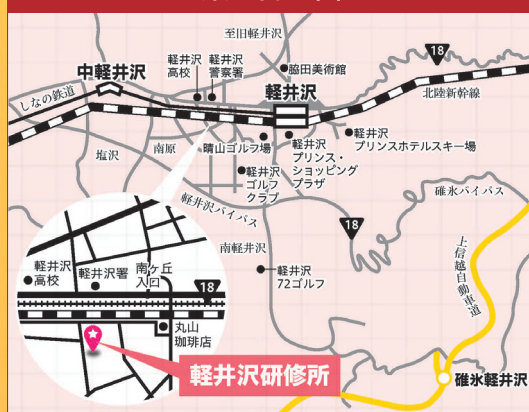 至旧軽井沢
18
軽井沢
高校
軽井沢
警察署
脇田美術館
中軽井沢
しなの鉄道
軽井沢
北陸新幹線
塩沢
南原
晴山ゴルフ場
軽井沢
プリンス・
ショッピング
プラザ
軽井沢
プリンスホテルスキー場
軽井沢
ゴルフ
クラブ
軽井沢バイパス
碓氷バイパス
18
南軽井沢
上信越自動車道
軽井沢
72ゴルフ
軽井沢
高校
軽井沢署
南ヶ丘
入口
18
丸山
珈琲店
軽井沢研修所
碓氷軽井沢